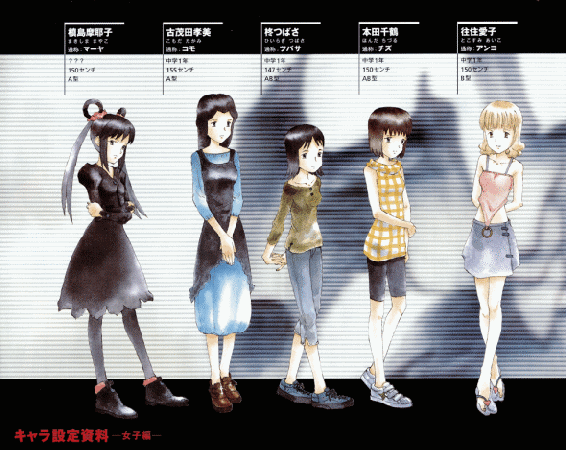 槙島摩耶子
まきしま まやこ
通称・マーヤ
？？？
150センチ
A型
古茂田孝美
こもだ たかみ
通称・コモ
中学1年
155センチ
A型
柊つばさ
ひいらぎ つばさ
通称・ツバサ
中学1年
147センチ
AB型
本田千鶴
ほんだ ちづる
通称・チズ
中学1年
150センチ
AB型
往住愛子
とこすみ あいこ
通称・アンコ
中学1年
150センチ
B型
キャラ設定資料 ―女子編―